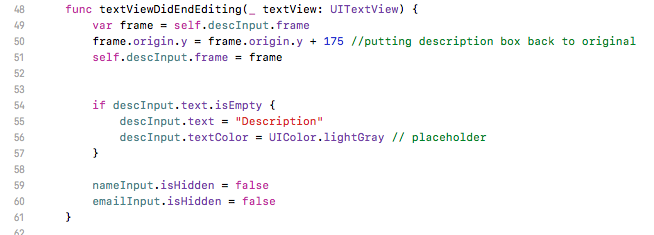 48 func textViewDidEndEditing(_ textView: UITextView) {
49 var frame = self.descInput.frame
50 frame.origin.y = frame.origin.y + 175 //putting description box back to original
51 self.descInput.frame = frame
52
53
54 if descInput.text.isEmpty {
55 descInput.text = "Description"
56 descInput.textColor = UIColor.lightGray // placeholder
57 }
58
59 nameInput.isHidden = false
60 emailInput.isHidden = false
61 }
62